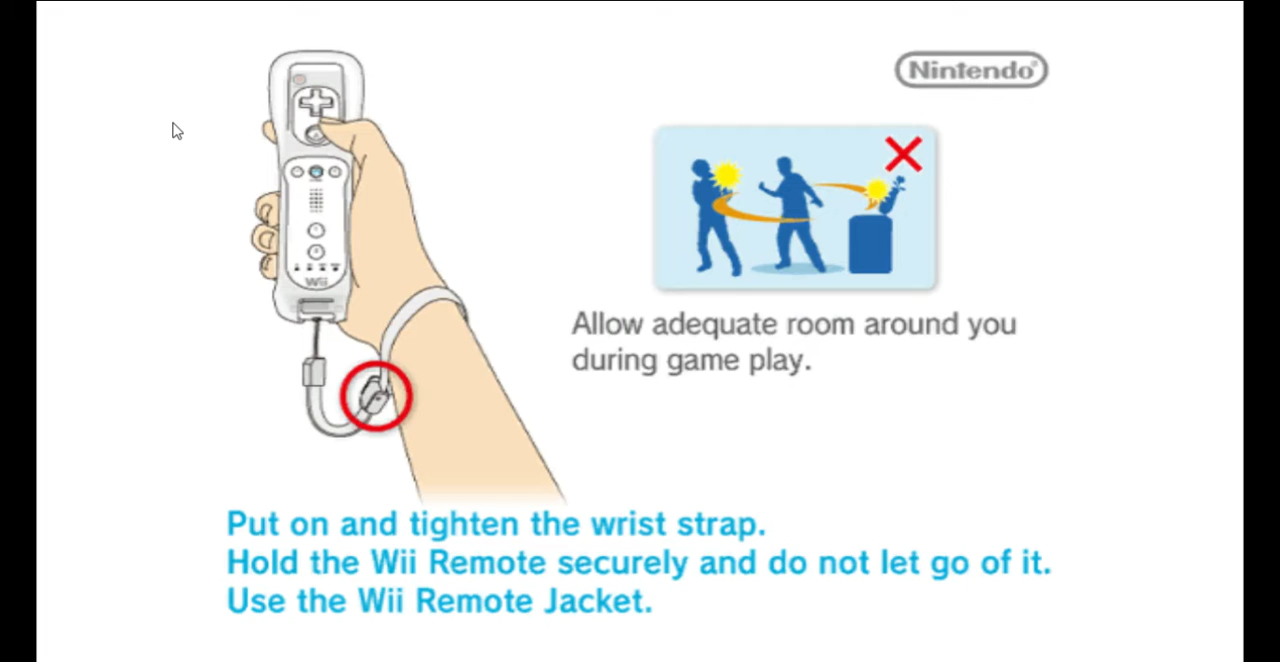 Nintendo®
Wii
Allow adequate room around you
during game play.
Put on and tighten the wrist strap.
Hold the Wii Remote securely and do not let go of it.
Use the Wii Remote Jacket.